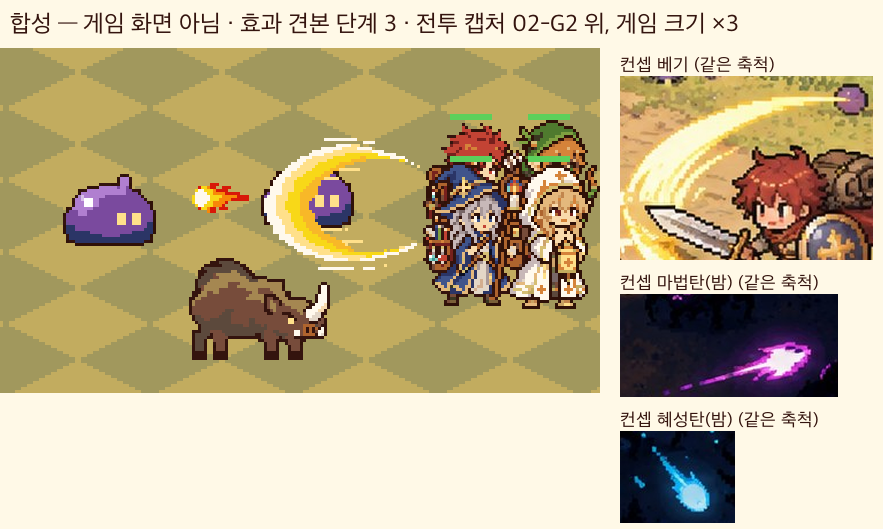 합성 — 게임 화면 아님 · 효과 견본 단계 3 · 전투 캡처 02-G2 위, 게임 크기 ×3
컨셉 베기 (같은 축척)
컨셉 마법탄(밤) (같은 축척)
컨셉 혜성탄(밤) (같은 축척)